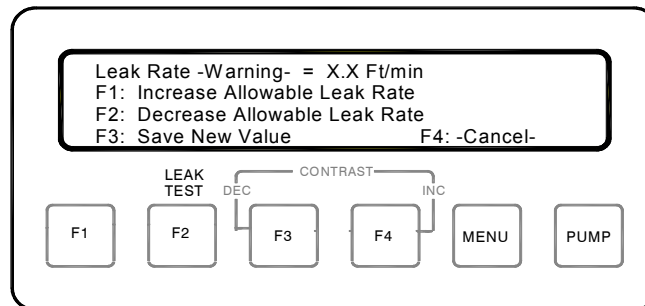 Leak Rate -Warning- = X.X Ft/min
F1: Increase Allowable Leak Rate
F2: Decrease Allowable Leak Rate
F3: Save New Value F4: -Cancel-
LEAK
TEST
CONTRAST
DEC
INC
F1 F2 F3 F4 MENU PUMP